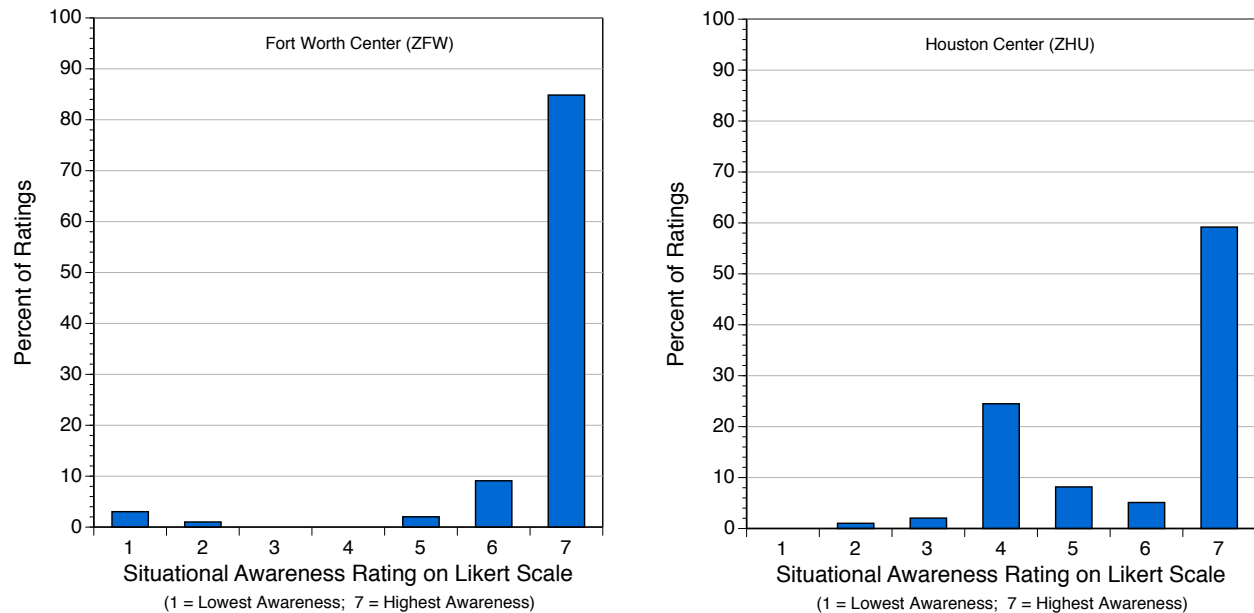 Fort Worth Center (ZFW)
Percent of Ratings
100
90
80
70
60
50
40
30
20
10
0
1 2 3 4 5 6 7
Situational Awareness Rating on Likert Scale
(1 = Lowest Awareness; 7 = Highest Awareness)
Houston Center (ZHU)
Percent of Ratings
100
90
80
70
60
50
40
30
20
10
0
1 2 3 4 5 6 7
Situational Awareness Rating on Likert Scale
(1 = Lowest Awareness; 7 = Highest Awareness)